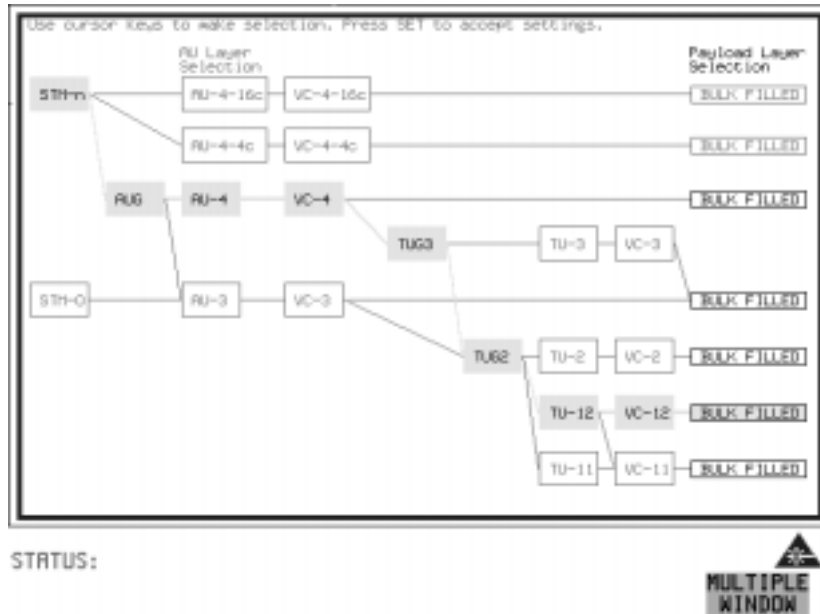 Use cursor keys to make selection. Press SET to accept settings.
AU Layer
Selection
Payload Layer
Selection
STM-n
AU-4-16c
VC-4-16c
BULK FILLED
AU-4-4c
VC-4-4c
BULK FILLED
AUG
AU-4
VC-4
BULK FILLED
TUG3
TU-3
VC-3
STM-0
AU-3
VC-3
BULK FILLED
TUG2
TU-2
VC-2
BULK FILLED
TU-12
VC-12
BULK FILLED
TU-11
VC-11
BULK FILLED
STATUS:
MULTIPLE
WINDOW